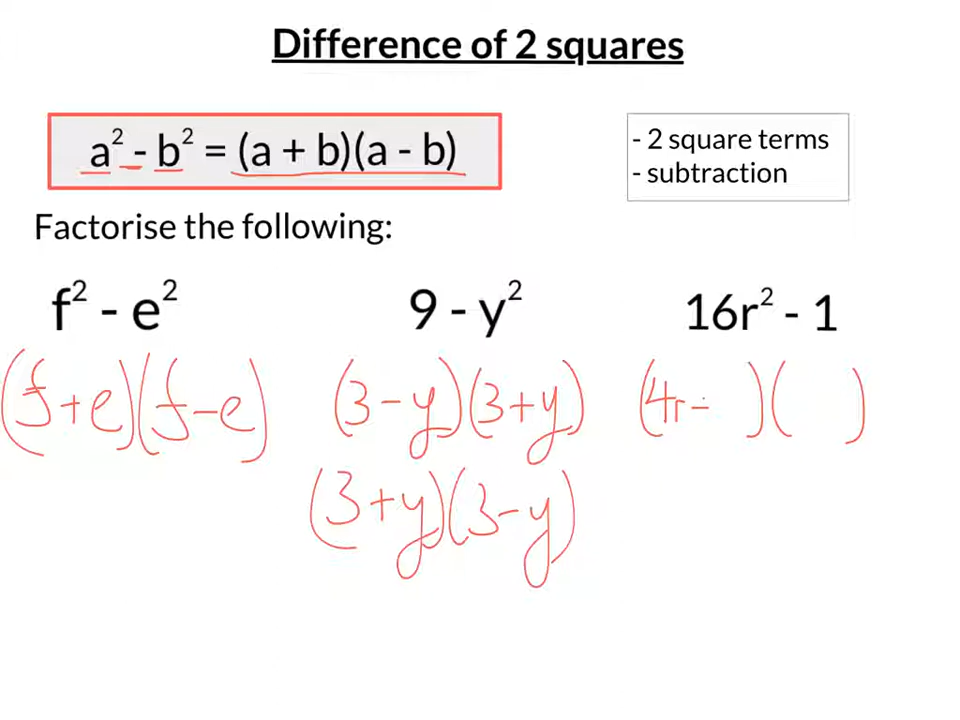 Difference of 2 squares
a² - b² = (a + b)(a - b)
- 2 square terms
- subtraction
Factorise the following:
f² - e² 9 - y² 16r² - 1
(f+e)(f-e) (3-y)(3+y) (4r- )( )
(3+y)(3-y)